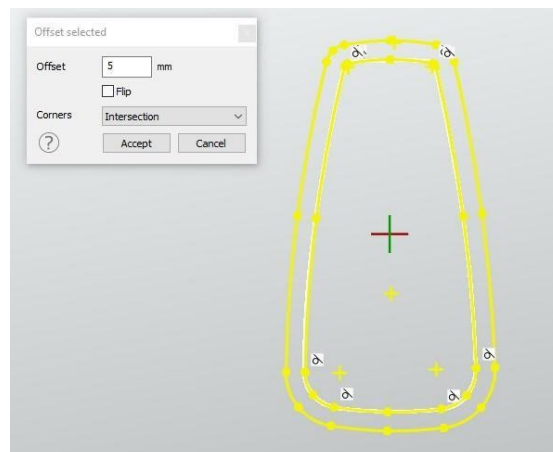 Offset selected
Offset 5 mm
Flip
Corners Intersection
? Accept Cancel